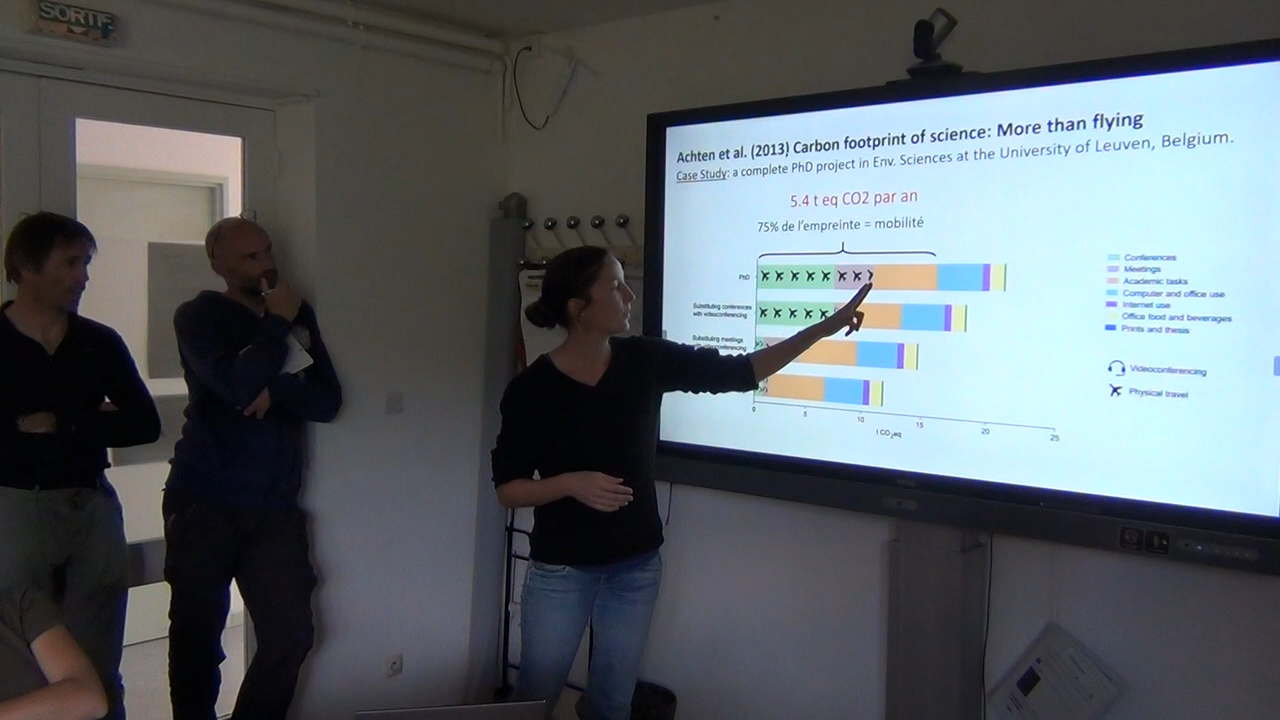 SORTIE
Achten et al. (2013) Carbon footprint of science: More than flying
Case Study: a complete PhD project in Env. Sciences at the University of Leuven, Belgium.
5.4 t eq CO2 par an
75% de l'empreinte = mobilité
PhD
Substituting conferences
with videoconferencing
Substituting meetings
with videoconferencing
0 5 10 15 20 25
t CO2eq
Conferences
Meetings
Academic tasks
Computer and office use
Internet use
Office food and beverages
Prints and thesis
Videoconferencing
Physical travel